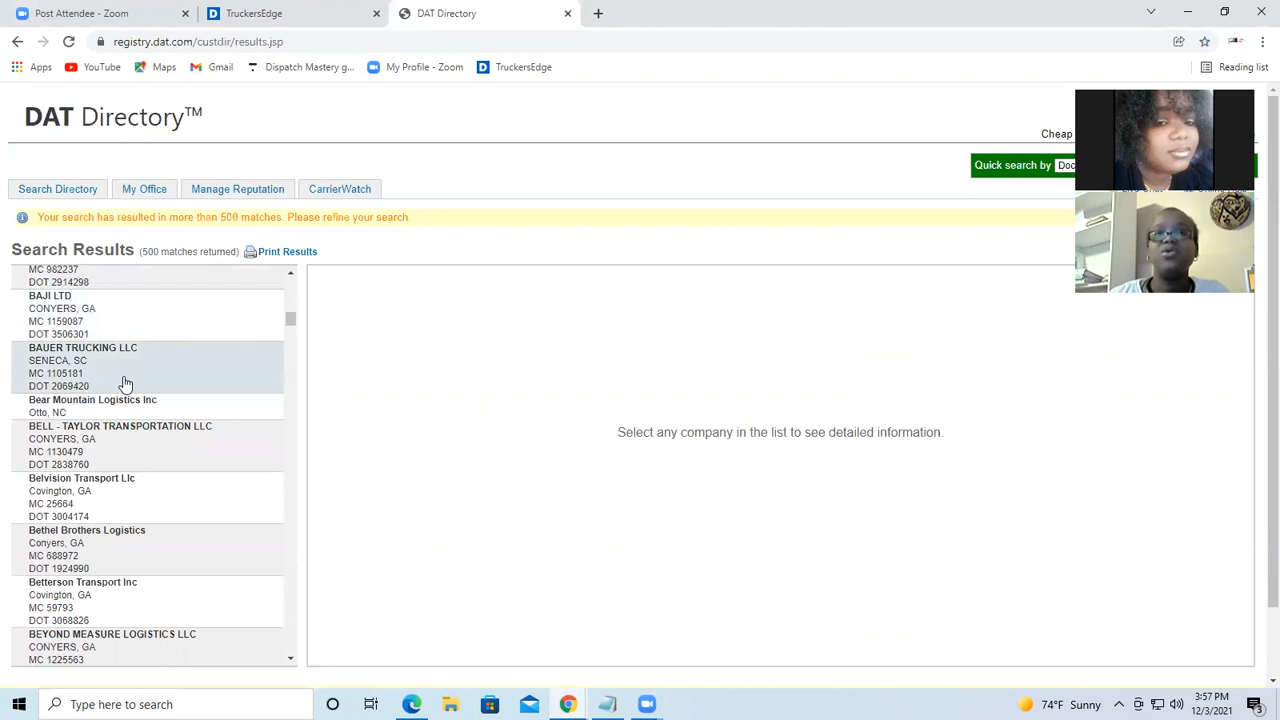 Post Attendee - Zoom
TruckersEdge
DAT Directory
registry.dat.com/custdir/results.jsp
Apps
YouTube
Maps
Gmail
Dispatch Mastery g...
My Profile - Zoom
TruckersEdge
Reading list
DAT Directory™
Cheap
Quick search by
Doc
Search Directory
My Office
Manage Reputation
CarrierWatch
Your search has resulted in more than 500 matches. Please refine your search.
Search Results (500 matches returned) Print Results
MC 982237
DOT 2914298
BAJI LTD
CONYERS, GA
MC 1159087
DOT 3506301
BAUER TRUCKING LLC
SENECA, SC
MC 1105181
DOT 2069420
Bear Mountain Logistics Inc
Otto, NC
BELL - TAYLOR TRANSPORTATION LLC
CONYERS, GA
MC 1130479
DOT 2838760
Belvision Transport Llc
Covington, GA
MC 25664
DOT 3004174
Bethel Brothers Logistics
Conyers, GA
MC 688972
DOT 1924990
Betterson Transport Inc
Covington, GA
MC 59793
DOT 3068826
BEYOND MEASURE LOGISTICS LLC
CONYERS, GA
MC 1225563
Select any company in the list to see detailed information.
Type here to search
74°F Sunny
3:57 PM
12/3/2021
3